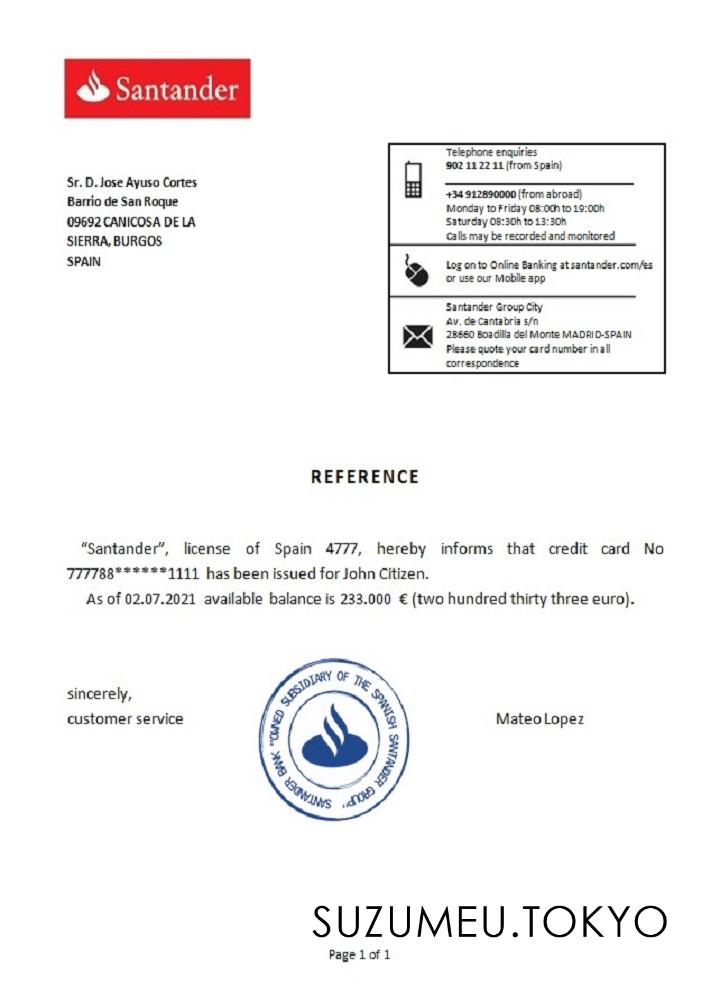 Santander
Sr. D. Jose Ayuso Cortes
Barrio de San Roque
09692 CANICOSA DE LA
SIERRA, BURGOS
SPAIN
Telephone enquiries
902 11 22 11 (from Spain)
+34 912890000 (from abroad)
Monday to Friday 08:00h to 19:00h
Saturday 08:30h to 13:30h
Calls may be recorded and monitored
Log on to Online Banking at santander.com/es
or use our Mobile app
Santander Group City
Av. de Cantabria s/n
28660 Boadilla del Monte MADRID-SPAIN
Please quote your card number in all
correspondence
REFERENCE
“Santander”, license of Spain 4777, hereby informs that credit card No
777788******1111 has been issued for John Citizen.
As of 02.07.2021 available balance is 233.000 € (two hundred thirty three euro).
sincerely,
customer service
SANTANDER BANK "OWNED SUBSIDIARY OF THE SPANISH SANTANDER GROUP"
Mateo Lopez
SUZUMEU.TOKYO
Page 1 of 1